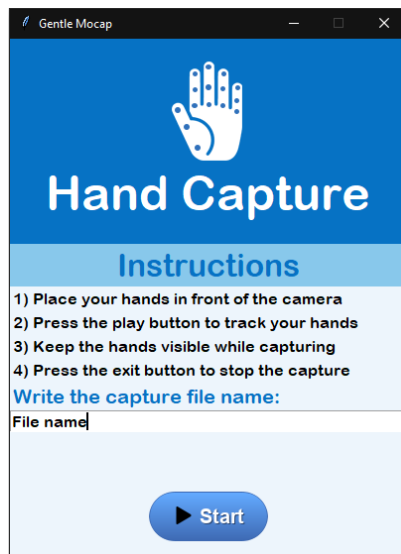 Gentle Mocap
Hand Capture
Instructions
1) Place your hands in front of the camera
2) Press the play button to track your hands
3) Keep the hands visible while capturing
4) Press the exit button to stop the capture
Write the capture file name:
File name
Start